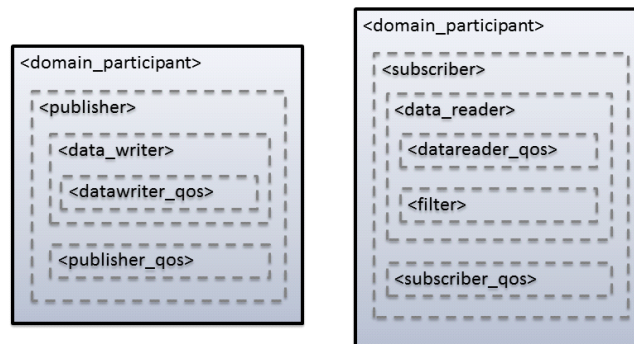 <domain_participant>
<publisher>
<data_writer>
<datawriter_qos>
<publisher_qos>
<domain_participant>
<subscriber>
<data_reader>
<datareader_qos>
<filter>
<subscriber_qos>